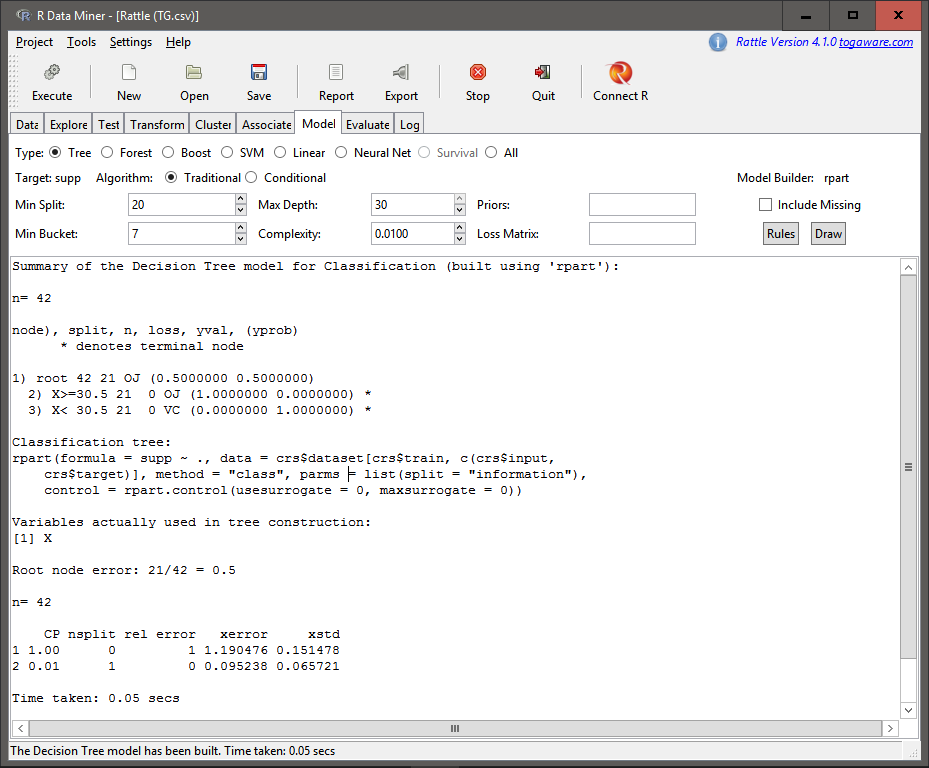 R Data Miner - [Rattle (TG.csv)]
Project Tools Settings Help Rattle Version 4.1.0 togaware.com
Execute New Open Save Report Export Stop Quit Connect R
Data Explore Test Transform Cluster Associate Model Evaluate Log
Type: Tree Forest Boost SVM Linear Neural Net Survival All
Target: supp Algorithm: Traditional Conditional Model Builder: rpart
Min Split: 20 Max Depth: 30 Priors: Include Missing
Min Bucket: 7 Complexity: 0.0100 Loss Matrix: Rules Draw
Summary of the Decision Tree model for Classification (built using 'rpart'):
n= 42
node), split, n, loss, yval, (yprob)
* denotes terminal node
1) root 42 21 OJ (0.5000000 0.5000000)
2) X>=30.5 21 0 OJ (1.0000000 0.0000000) *
3) X< 30.5 21 0 VC (0.0000000 1.0000000) *
Classification tree:
rpart(formula = supp ~ ., data = crs$dataset[crs$train, c(crs$input,
crs$target)], method = "class", parms = list(split = "information"),
control = rpart.control(usesurrogate = 0, maxsurrogate = 0))
Variables actually used in tree construction:
[1] X
Root node error: 21/42 = 0.5
n= 42
CP nsplit rel error xerror xstd
1 1.00 0 1 1.190476 0.151478
2 0.01 1 0 0.095238 0.065721
Time taken: 0.05 secs
The Decision Tree model has been built. Time taken: 0.05 secs